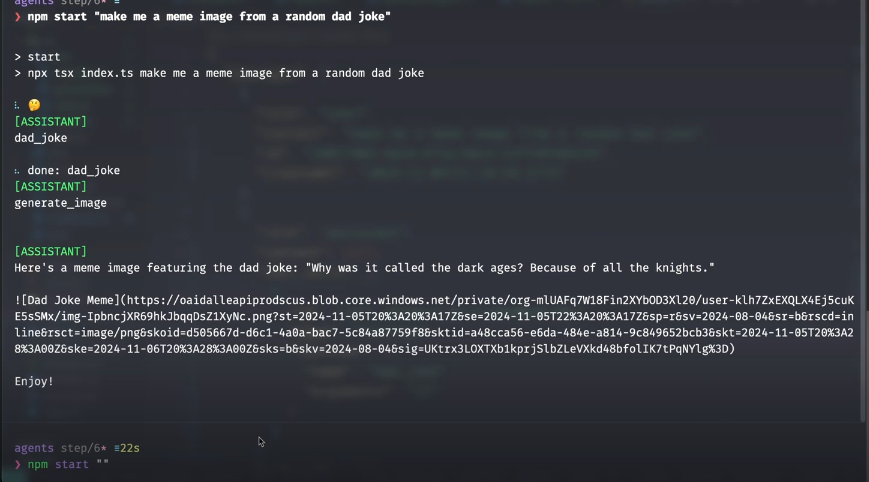 agents step/6* ≡
❯ npm start "make me a meme image from a random dad joke"
> start
> npx tsx index.ts make me a meme image from a random dad joke
🤔
[ASSISTANT]
dad_joke
done: dad_joke
[ASSISTANT]
generate_image
[ASSISTANT]
Here's a meme image featuring the dad joke: "Why was it called the dark ages? Because of all the knights."
![Dad Joke Meme](https://oaidalleapiprodscus.blob.core.windows.net/private/org-mlUAFq7W18Fin2XYbOD3Xl20/user-klh7ZxEXQLX4Ej5cuK
E5sSMx/img-IpbncjXR69hkJbqqDsZ1XyNc.png?st=2024-11-05T20%3A20%3A17Z&se=2024-11-05T22%3A20%3A17Z&sp=r&sv=2024-08-04&sr=b&rscd=in
line&rsct=image/png&skoid=d505667d-d6c1-4a0a-bac7-5c84a87759f8&sktid=a48cca56-e6da-484e-a814-9c849652bcb3&skt=2024-11-05T20%3A2
8%3A00Z&ske=2024-11-06T20%3A28%3A00Z&sks=b&skv=2024-08-04&sig=UKtrx3LOXTXb1kprjSlbZLeVXkd48bfolIK7tPqNYlg%3D)
Enjoy!
agents step/6* ≡22s
❯ npm start ""